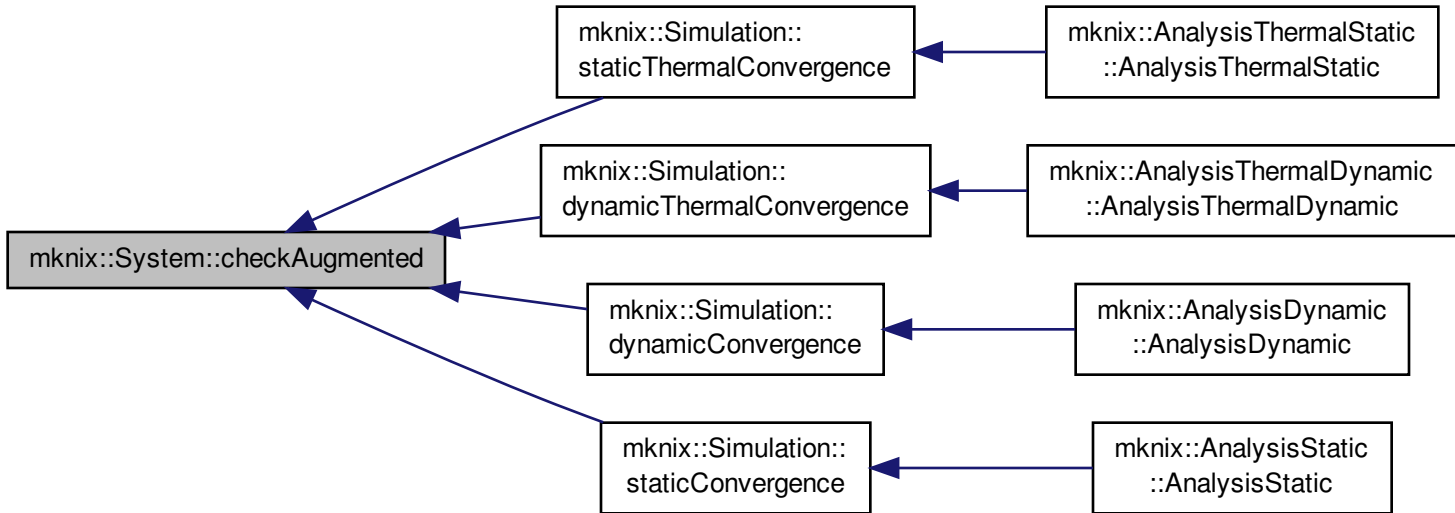 mknix::Simulation::
staticThermalConvergence
mknix::AnalysisThermalStatic
::AnalysisThermalStatic
mknix::Simulation::
dynamicThermalConvergence
mknix::AnalysisThermalDynamic
::AnalysisThermalDynamic
mknix::System::checkAugmented
mknix::Simulation::
dynamicConvergence
mknix::AnalysisDynamic
::AnalysisDynamic
mknix::Simulation::
staticConvergence
mknix::AnalysisStatic
::AnalysisStatic